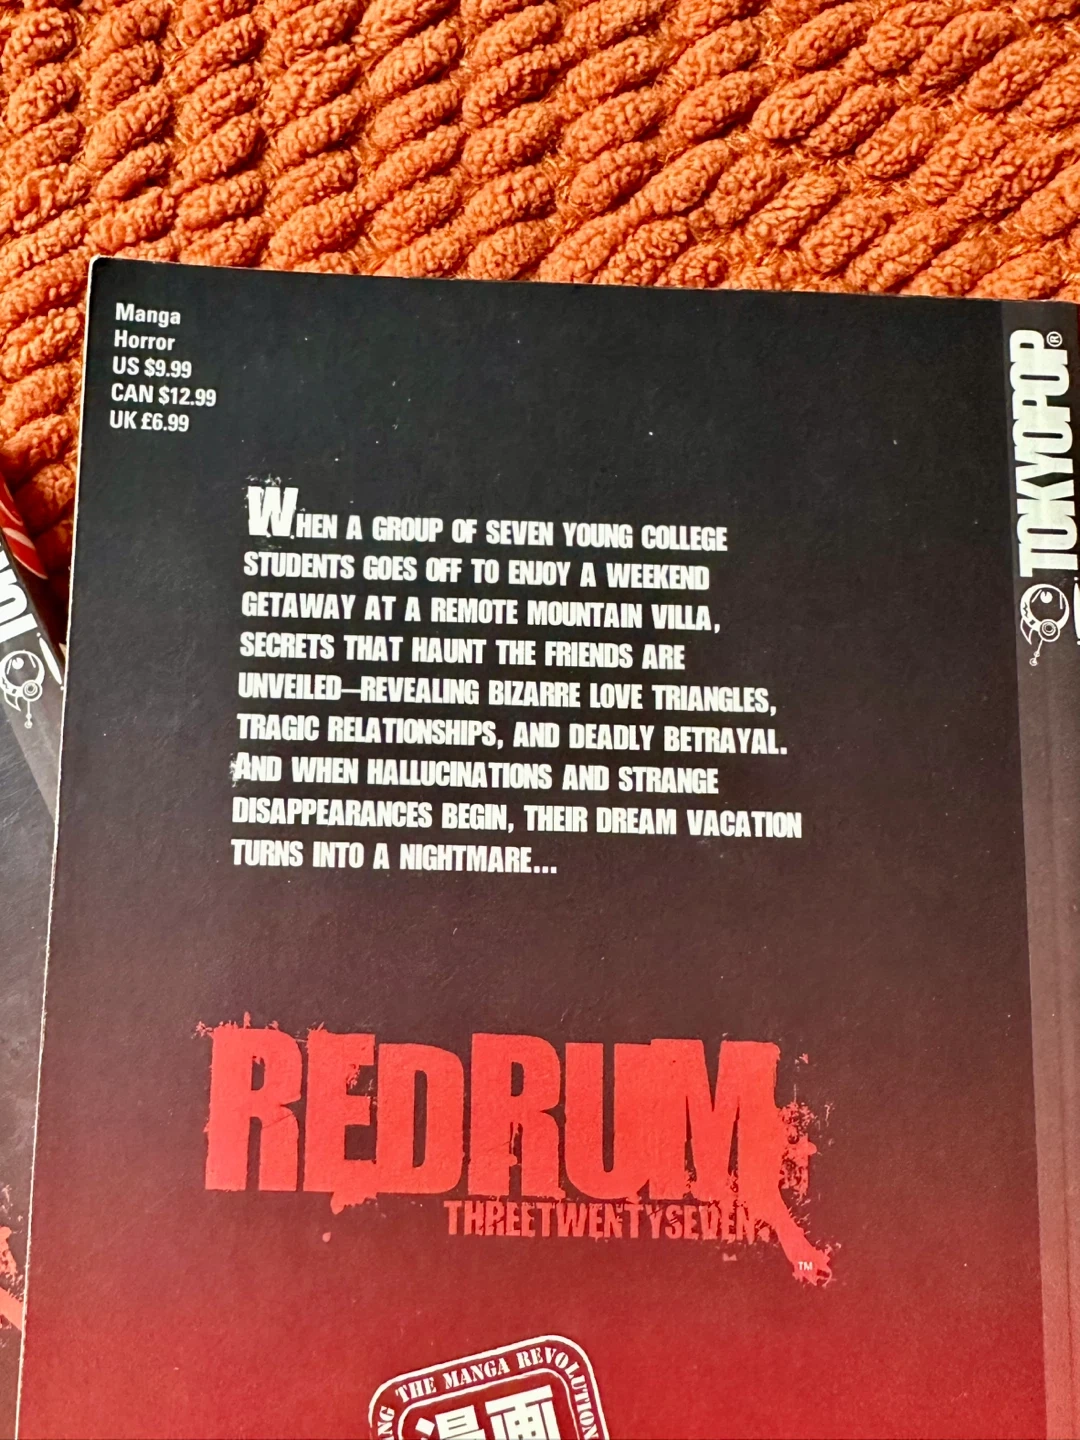 Manga
Horror
US $9.99
CAN $12.99
UK £6.99
WHEN A GROUP OF SEVEN YOUNG COLLEGE
STUDENTS GOES OFF TO ENJOY A WEEKEND
GETAWAY AT A REMOTE MOUNTAIN VILLA,
SECRETS THAT HAUNT THE FRIENDS ARE
UNVEILED—REVEALING BIZARRE LOVE TRIANGLES,
TRAGIC RELATIONSHIPS, AND DEADLY BETRAYAL.
AND WHEN HALLUCINATIONS AND STRANGE
DISAPPEARANCES BEGIN, THEIR DREAM VACATION
TURNS INTO A NIGHTMARE...
REDRUM
THREETWENTYSEVEN
TM
THE MANGA REVOLUTION
漫画
TOKYOPOP®